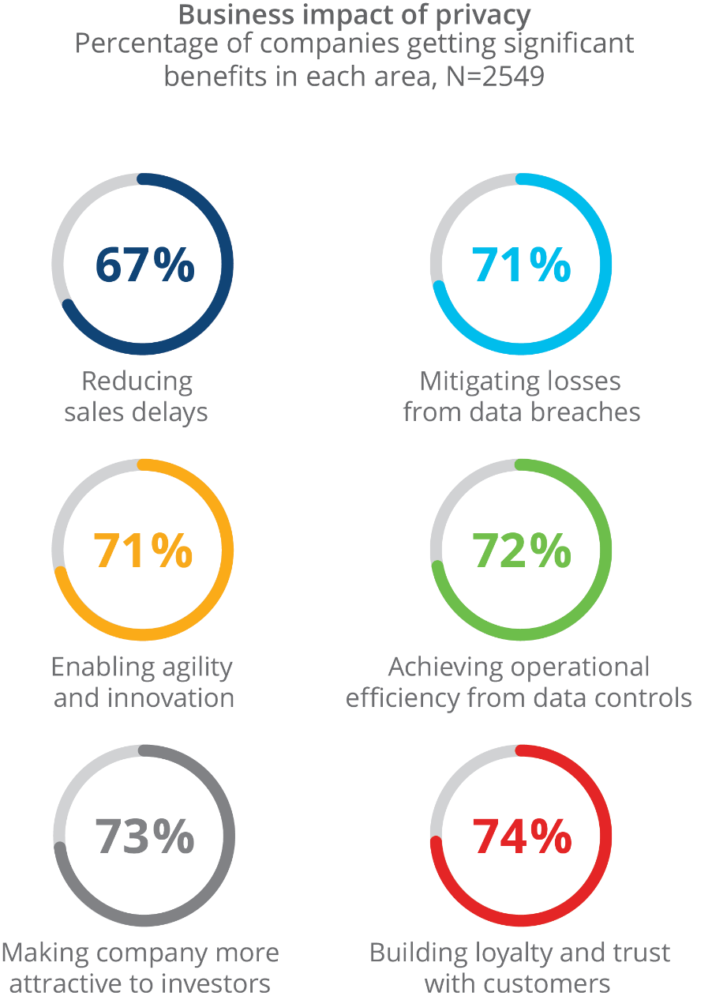 Business impact of privacy
Percentage of companies getting significant
benefits in each area, N=2549
67%
Reducing
sales delays
71%
Mitigating losses
from data breaches
71%
Enabling agility
and innovation
72%
Achieving operational
efficiency from data controls
73%
Making company more
attractive to investors
74%
Building loyalty and trust
with customers